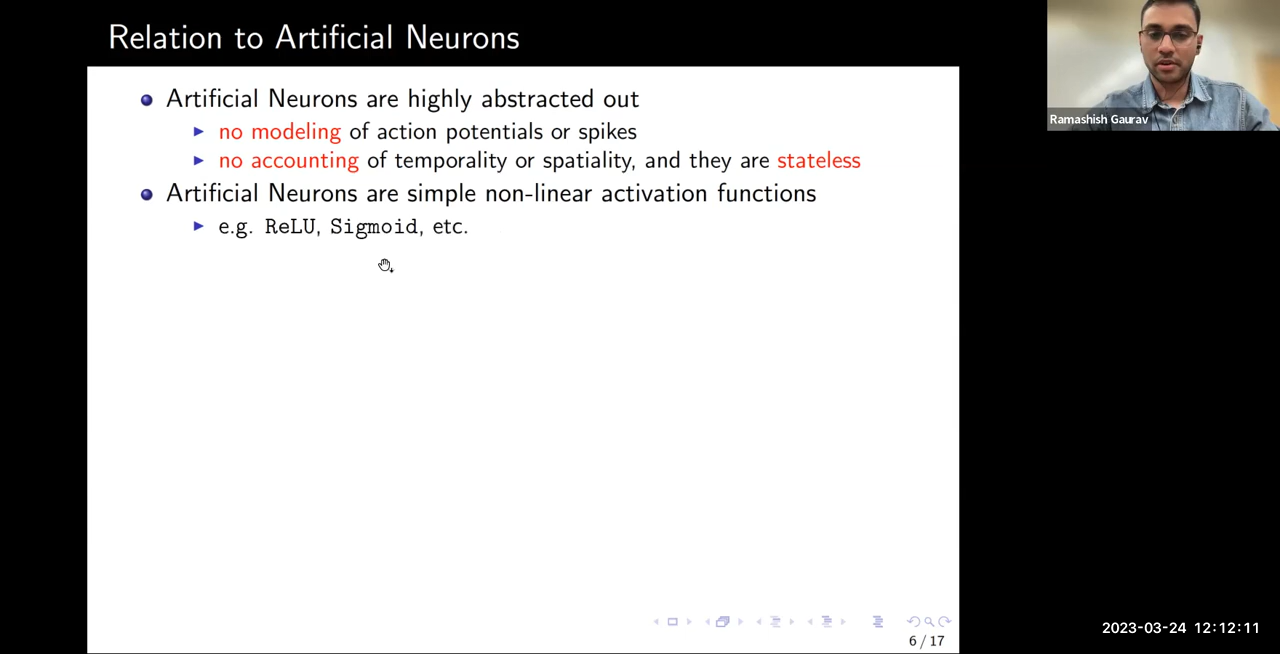 Relation to Artificial Neurons
Artificial Neurons are highly abstracted out
no modeling of action potentials or spikes
no accounting of temporality or spatiality, and they are stateless
Artificial Neurons are simple non-linear activation functions
e.g. ReLU, Sigmoid, etc.
6 / 17
Ramashish Gaurav
2023-03-24 12:12:11